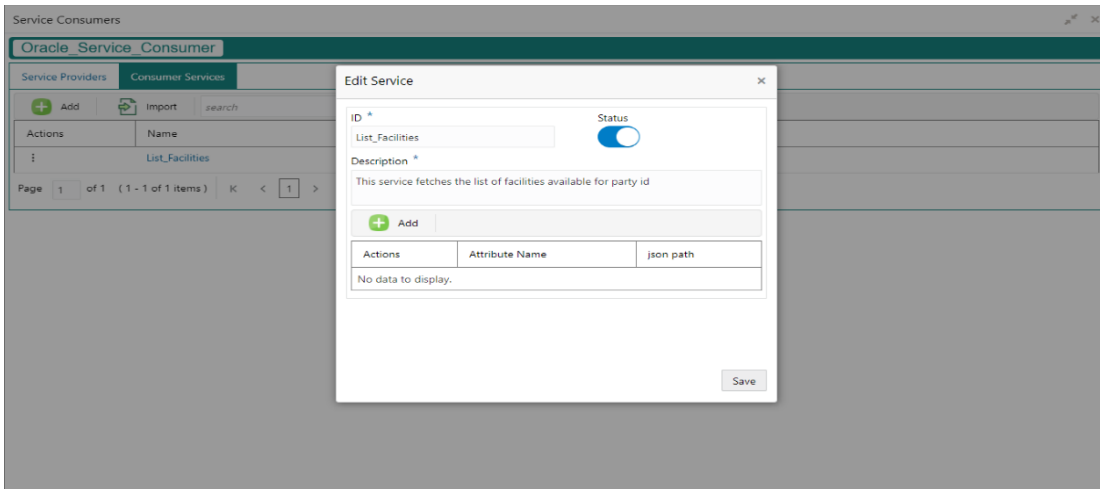 Service Consumers
Oracle_Service_Consumer
Service Providers Consumer Services
Add Import search
Actions Name
List_Facilities
Page 1 of 1 (1 - 1 of 1 items) K < 1 >
Edit Service ×
ID * Status
List_Facilities
Description *
This service fetches the list of facilities available for party id
Add
Actions Attribute Name json path
No data to display.
Save